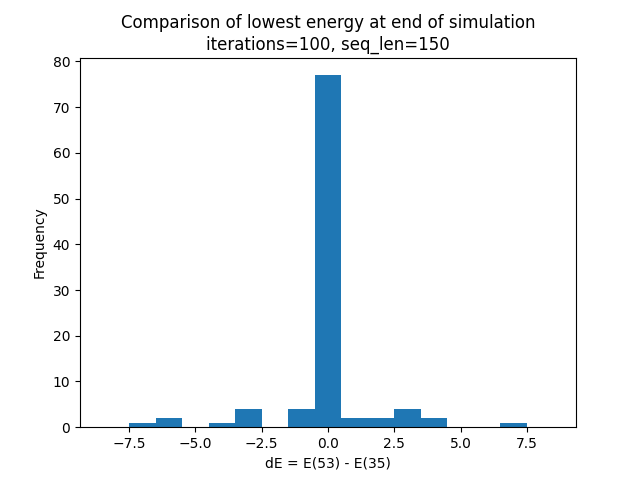 Comparison of lowest energy at end of simulation
iterations=100, seq_len=150
80
70
60
50
40
30
20
10
0
Frequency
−7.5 −5.0 −2.5 0.0 2.5 5.0 7.5
dE = E(53) - E(35)